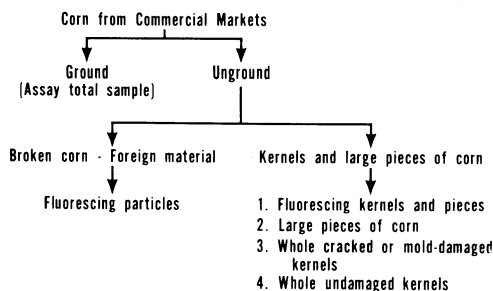 Corn from Commercial Markets
Ground
(Assay total sample)
Unground
Broken corn - Foreign material
Fluorescing particles
Kernels and large pieces of corn
1. Fluorescing kernels and pieces
2. Large pieces of corn
3. Whole cracked or mold-damaged
kernels
4. Whole undamaged kernels